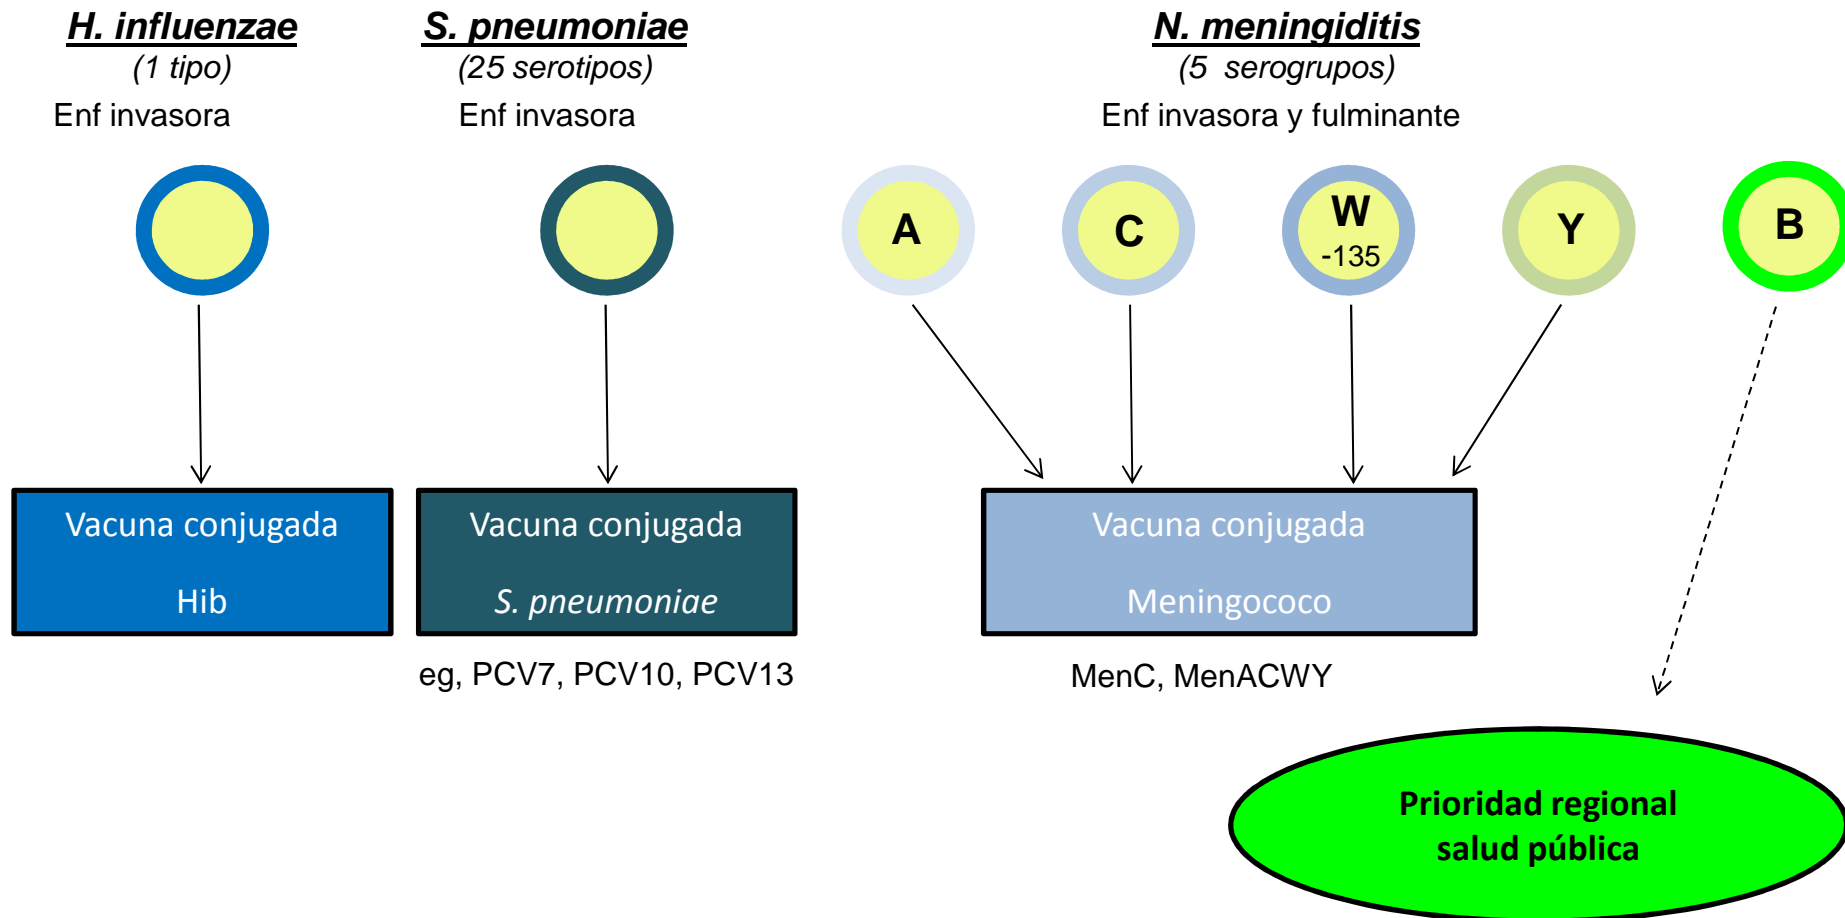 H. influenzae
(1 tipo)
Enf invasora
S. pneumoniae
(25 serotipos)
Enf invasora
N. meningiditis
(5 serogrupos)
Enf invasora y fulminante
A
C
W
-135
Y
B
Vacuna conjugada
Hib
Vacuna conjugada
S. pneumoniae
eg, PCV7, PCV10, PCV13
Vacuna conjugada
Meningococo
MenC, MenACWY
Prioridad regional
salud pública